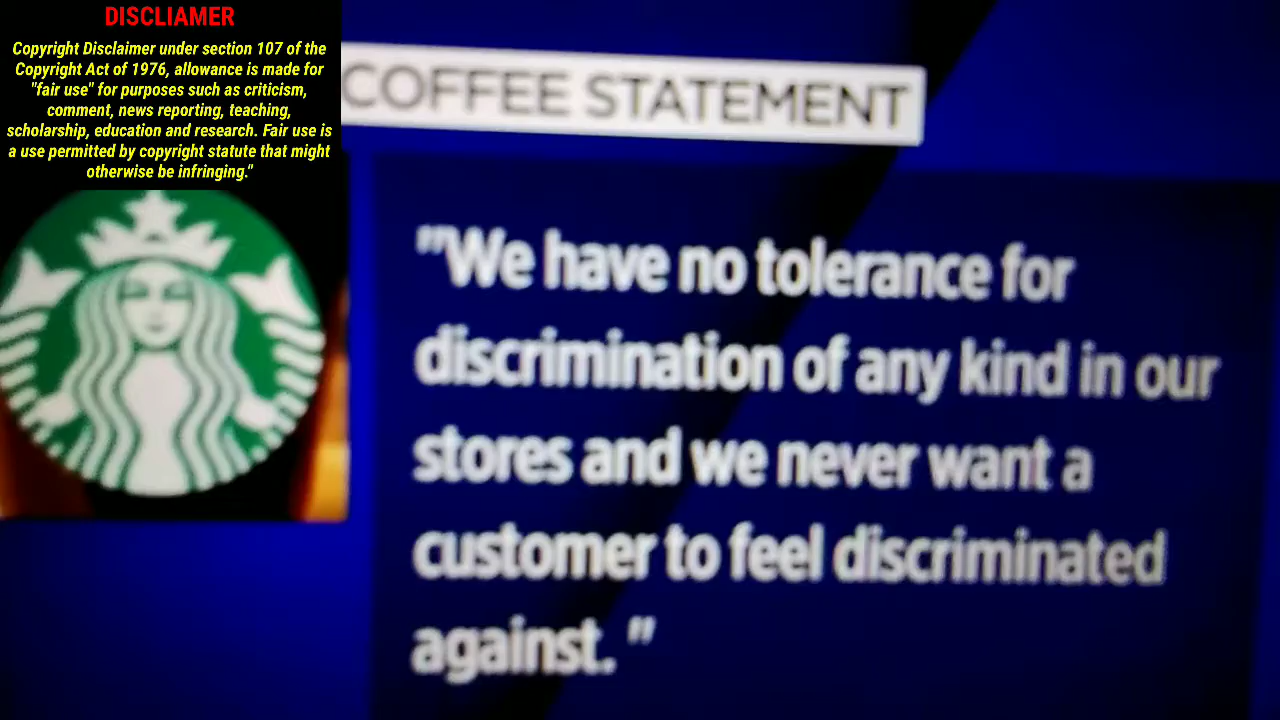 DISCLIAMER
Copyright Disclaimer under section 107 of the
Copyright Act of 1976, allowance is made for
"fair use" for purposes such as criticism,
comment, news reporting, teaching,
scholarship, education and research. Fair use is
a use permitted by copyright statute that might
otherwise be infringing."
COFFEE STATEMENT
"We have no tolerance for
discrimination of any kind in our
stores and we never want a
customer to feel discriminated
against. "